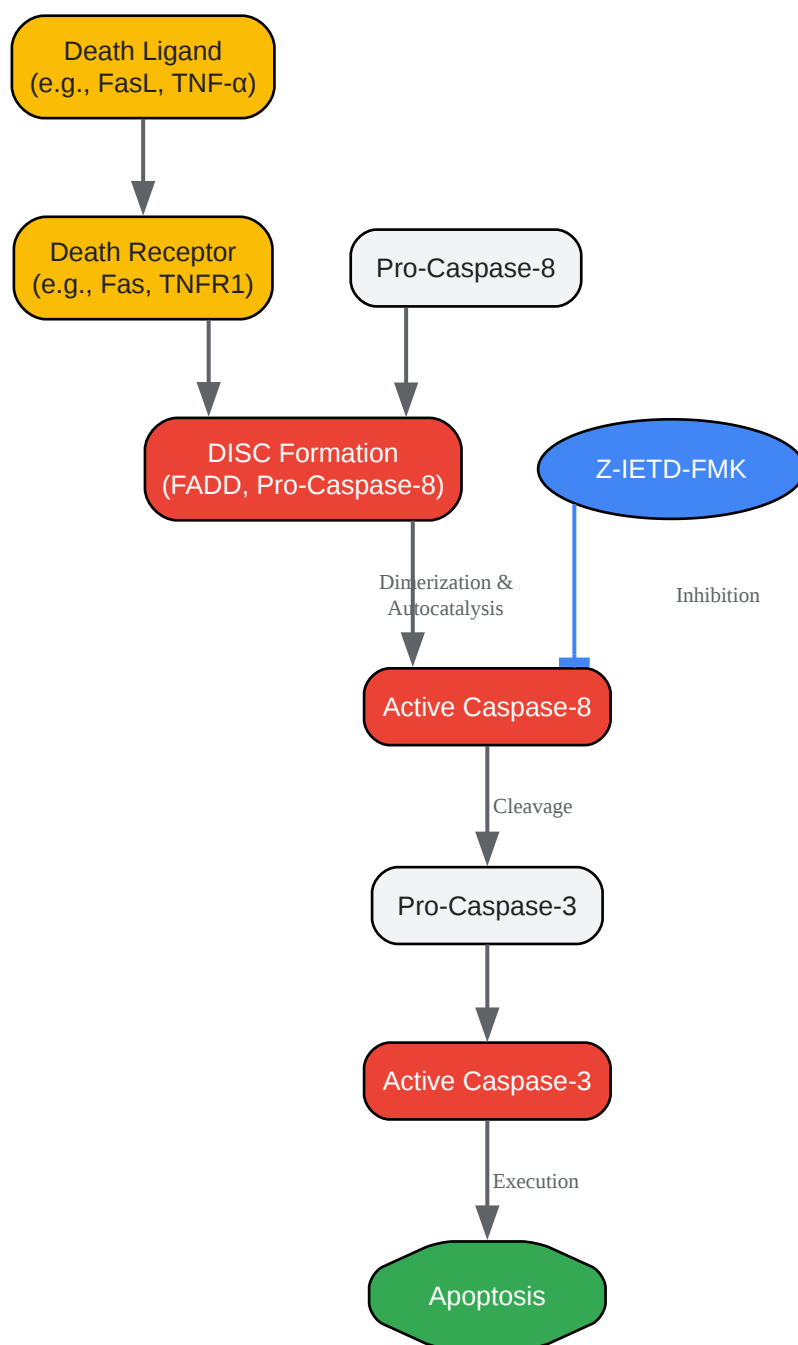 Death Ligand
(e.g., FasL, TNF-α)
Death Receptor
(e.g., Fas, TNFR1)
Pro-Caspase-8
DISC Formation
(FADD, Pro-Caspase-8)
Z-IETD-FMK
Dimerization &
Autocatalysis
Inhibition
Active Caspase-8
Cleavage
Pro-Caspase-3
Active Caspase-3
Execution
Apoptosis